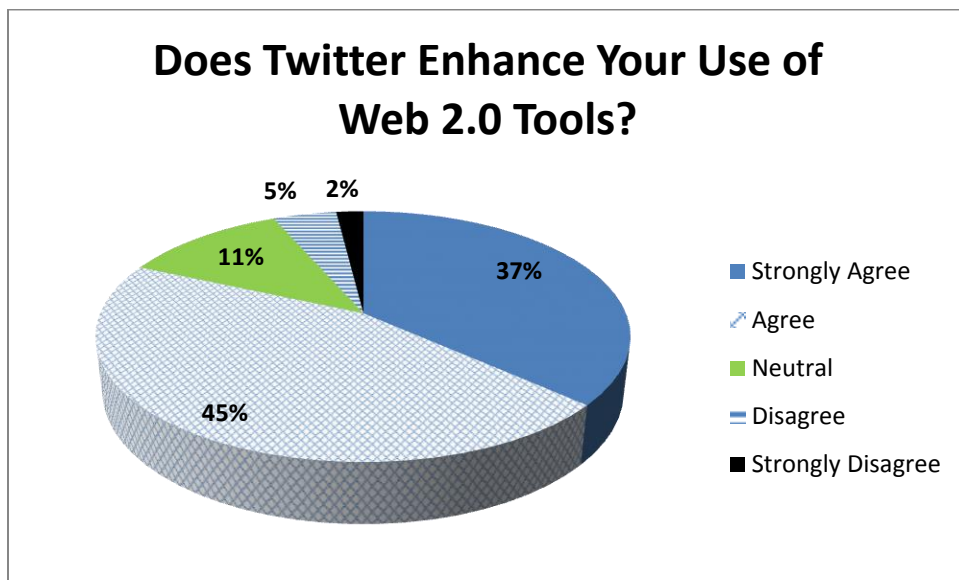 Does Twitter Enhance Your Use of
Web 2.0 Tools?
5%
2%
11%
37%
45%
Strongly Agree
Agree
Neutral
Disagree
Strongly Disagree